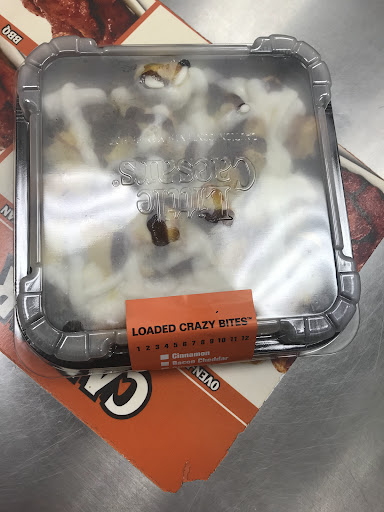 BBQ
Little
Caesars®
LOADED CRAZY BITES™
1 2 3 4 5 6 7 8 9 10 11 12
Cinnamon
Bacon Cheddar
OVEN